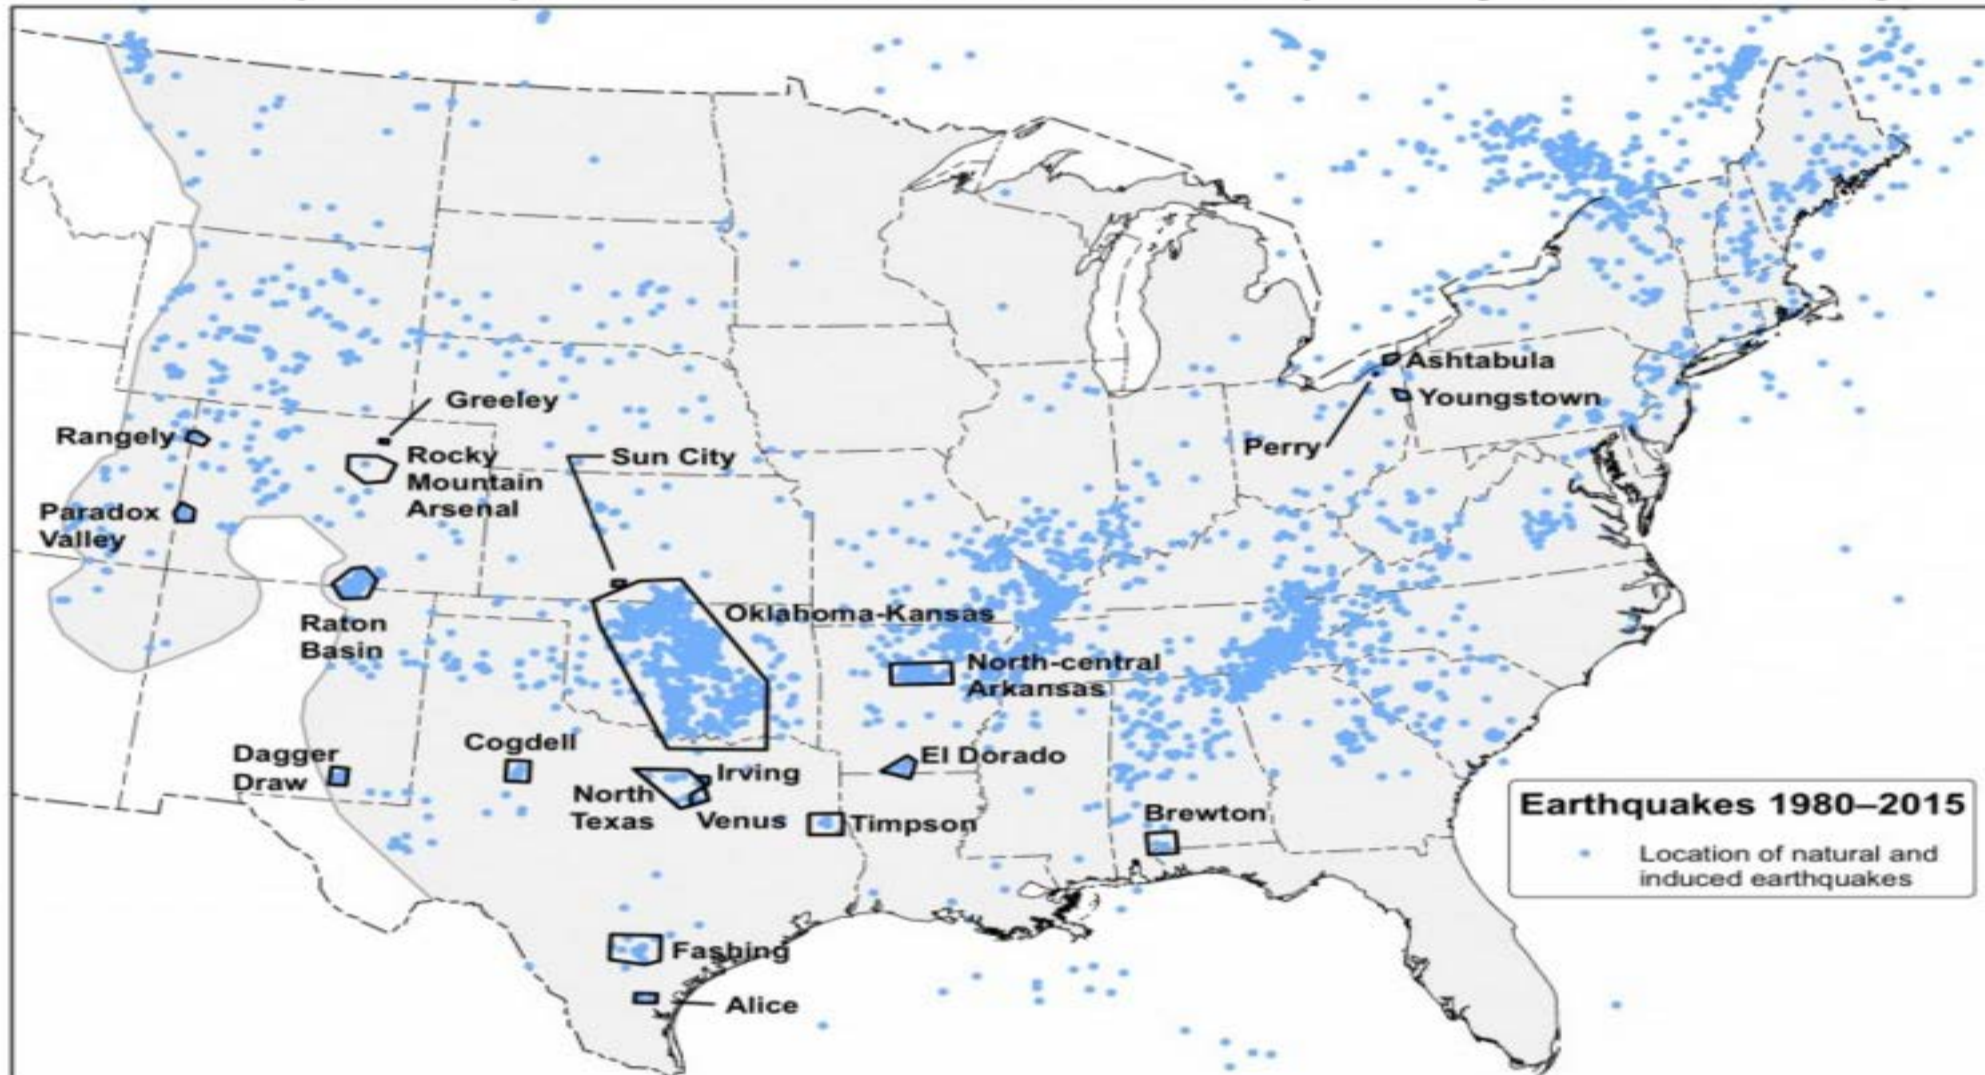 Greeley
Rangely
Rocky
Mountain
Arsenal
Sun City
Paradox
Valley
Ashtabula
Youngstown
Perry
Raton
Basin
Oklahoma-Kansas
North-central
Arkansas
Dagger
Draw
Cogdell
El Dorado
Irving
North
Texas
Venus
Timpson
Brewton
Earthquakes 1980–2015
Location of natural and
induced earthquakes
Fashing
Alice